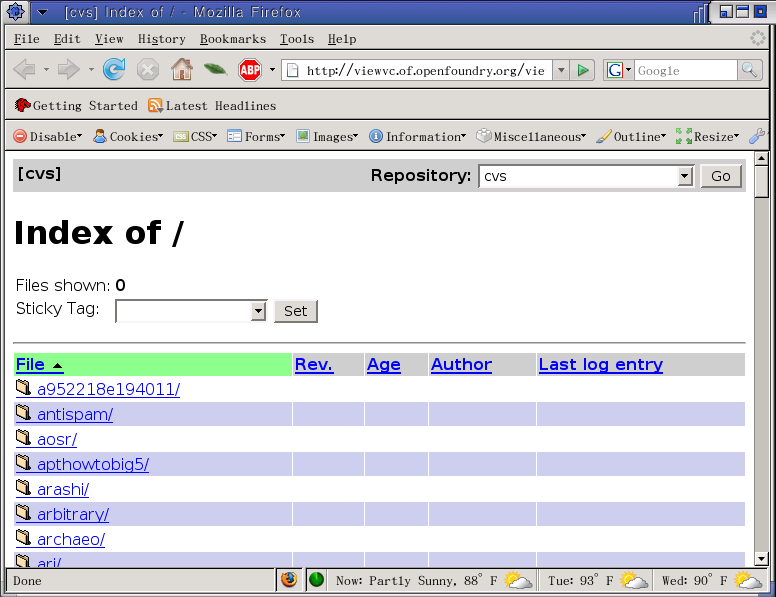 [cvs] Index of / - Mozilla Firefox
File Edit View History Bookmarks Tools Help
ABP http://viewvc.of.openfoundry.org/vie G Google
Getting Started Latest Headlines
Disable Cookies CSS Forms Images Information Miscellaneous Outline Resize
[cvs] Repository: cvs Go
Index of /
Files shown: 0
Sticky Tag: Set
File Rev. Age Author Last log entry
a952218e194011/
antispam/
aosr/
apthowtobig5/
arashi/
arbitrary/
archaeo/
ari/
Done Now: Partly Sunny, 88° F Tue: 93° F Wed: 90° F